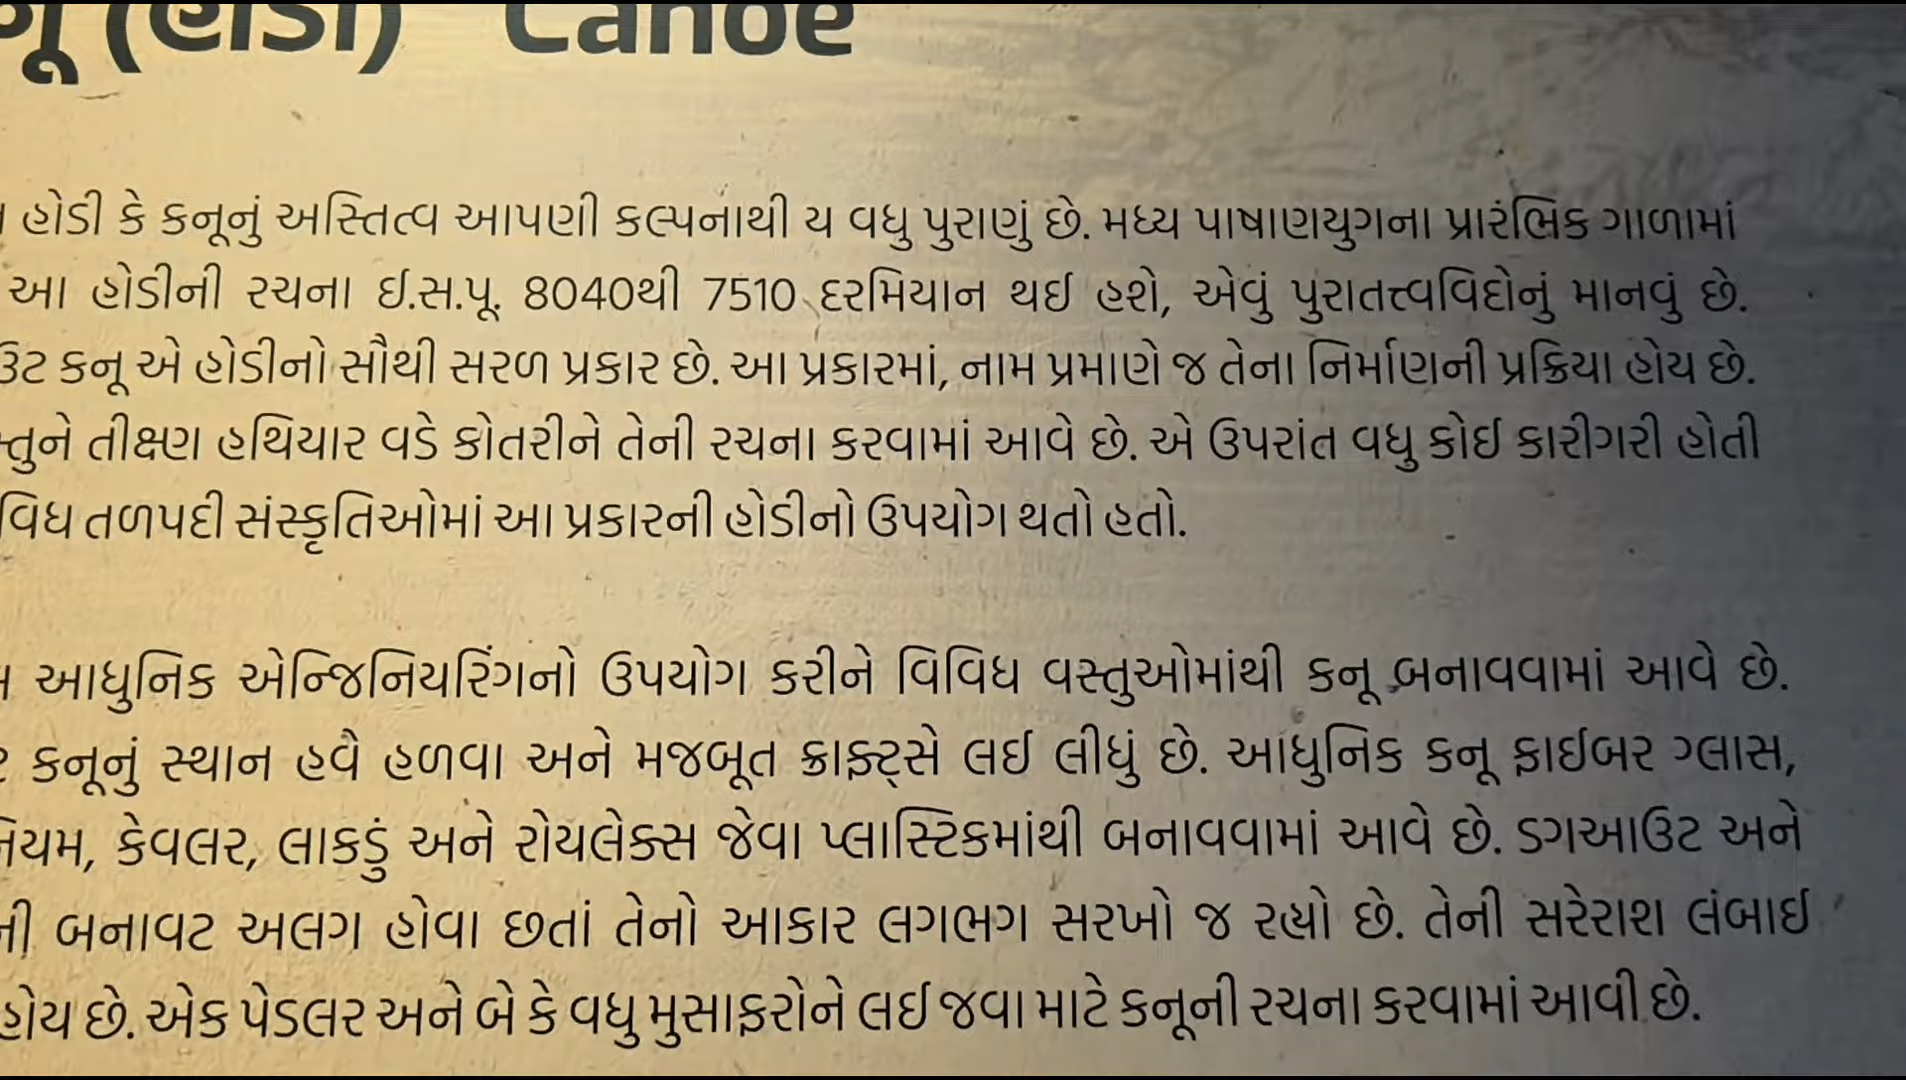 (હોડી) Canoe
હોડી કે કનૂનું અસ્તિત્વ આપણી કલ્પનાથી ય વધુ પુરાણું છે. મધ્ય પાષાણયુગના પ્રારંભિક ગાળામાં
આ હોડીની રચના ઈ.સ.પૂ. 8040થી 7510 દરમિયાન થઈ હશે, એવું પુરાતત્ત્વવિદોનું માનવું છે.
કનૂ એ હોડીનો સૌથી સરળ પ્રકાર છે. આ પ્રકારમાં, નામ પ્રમાણે જ તેના નિર્માણની પ્રક્રિયા હોય છે.
તીક્ષ્ણ હથિયાર વડે કોતરીને તેની રચના કરવામાં આવે છે. એ ઉપરાંત વધુ કોઈ કારીગરી હોતી
તળપદી સંસ્કૃતિઓમાં આ પ્રકારની હોડીનો ઉપયોગ થતો હતો.
આધુનિક એન્જિનિયરિંગનો ઉપયોગ કરીને વિવિધ વસ્તુઓમાંથી કનૂ બનાવવામાં આવે છે.
કનૂનું સ્થાન હવે હળવા અને મજબૂત ક્રાફ્ટ્સે લઈ લીધું છે. આધુનિક કનૂ ફાઈબર ગ્લાસ,
કેવલર, લાકડું અને રોયલેક્સ જેવા પ્લાસ્ટિકમાંથી બનાવવામાં આવે છે. ડગઆઉટ અને
બનાવટ અલગ હોવા છતાં તેનો આકાર લગભગ સરખો જ રહ્યો છે. તેની સરેરાશ લંબાઈ
હોય છે. એક પેડલર અને બે કે વધુ મુસાફરોને લઈ જવા માટે કનૂની રચના કરવામાં આવી છે.